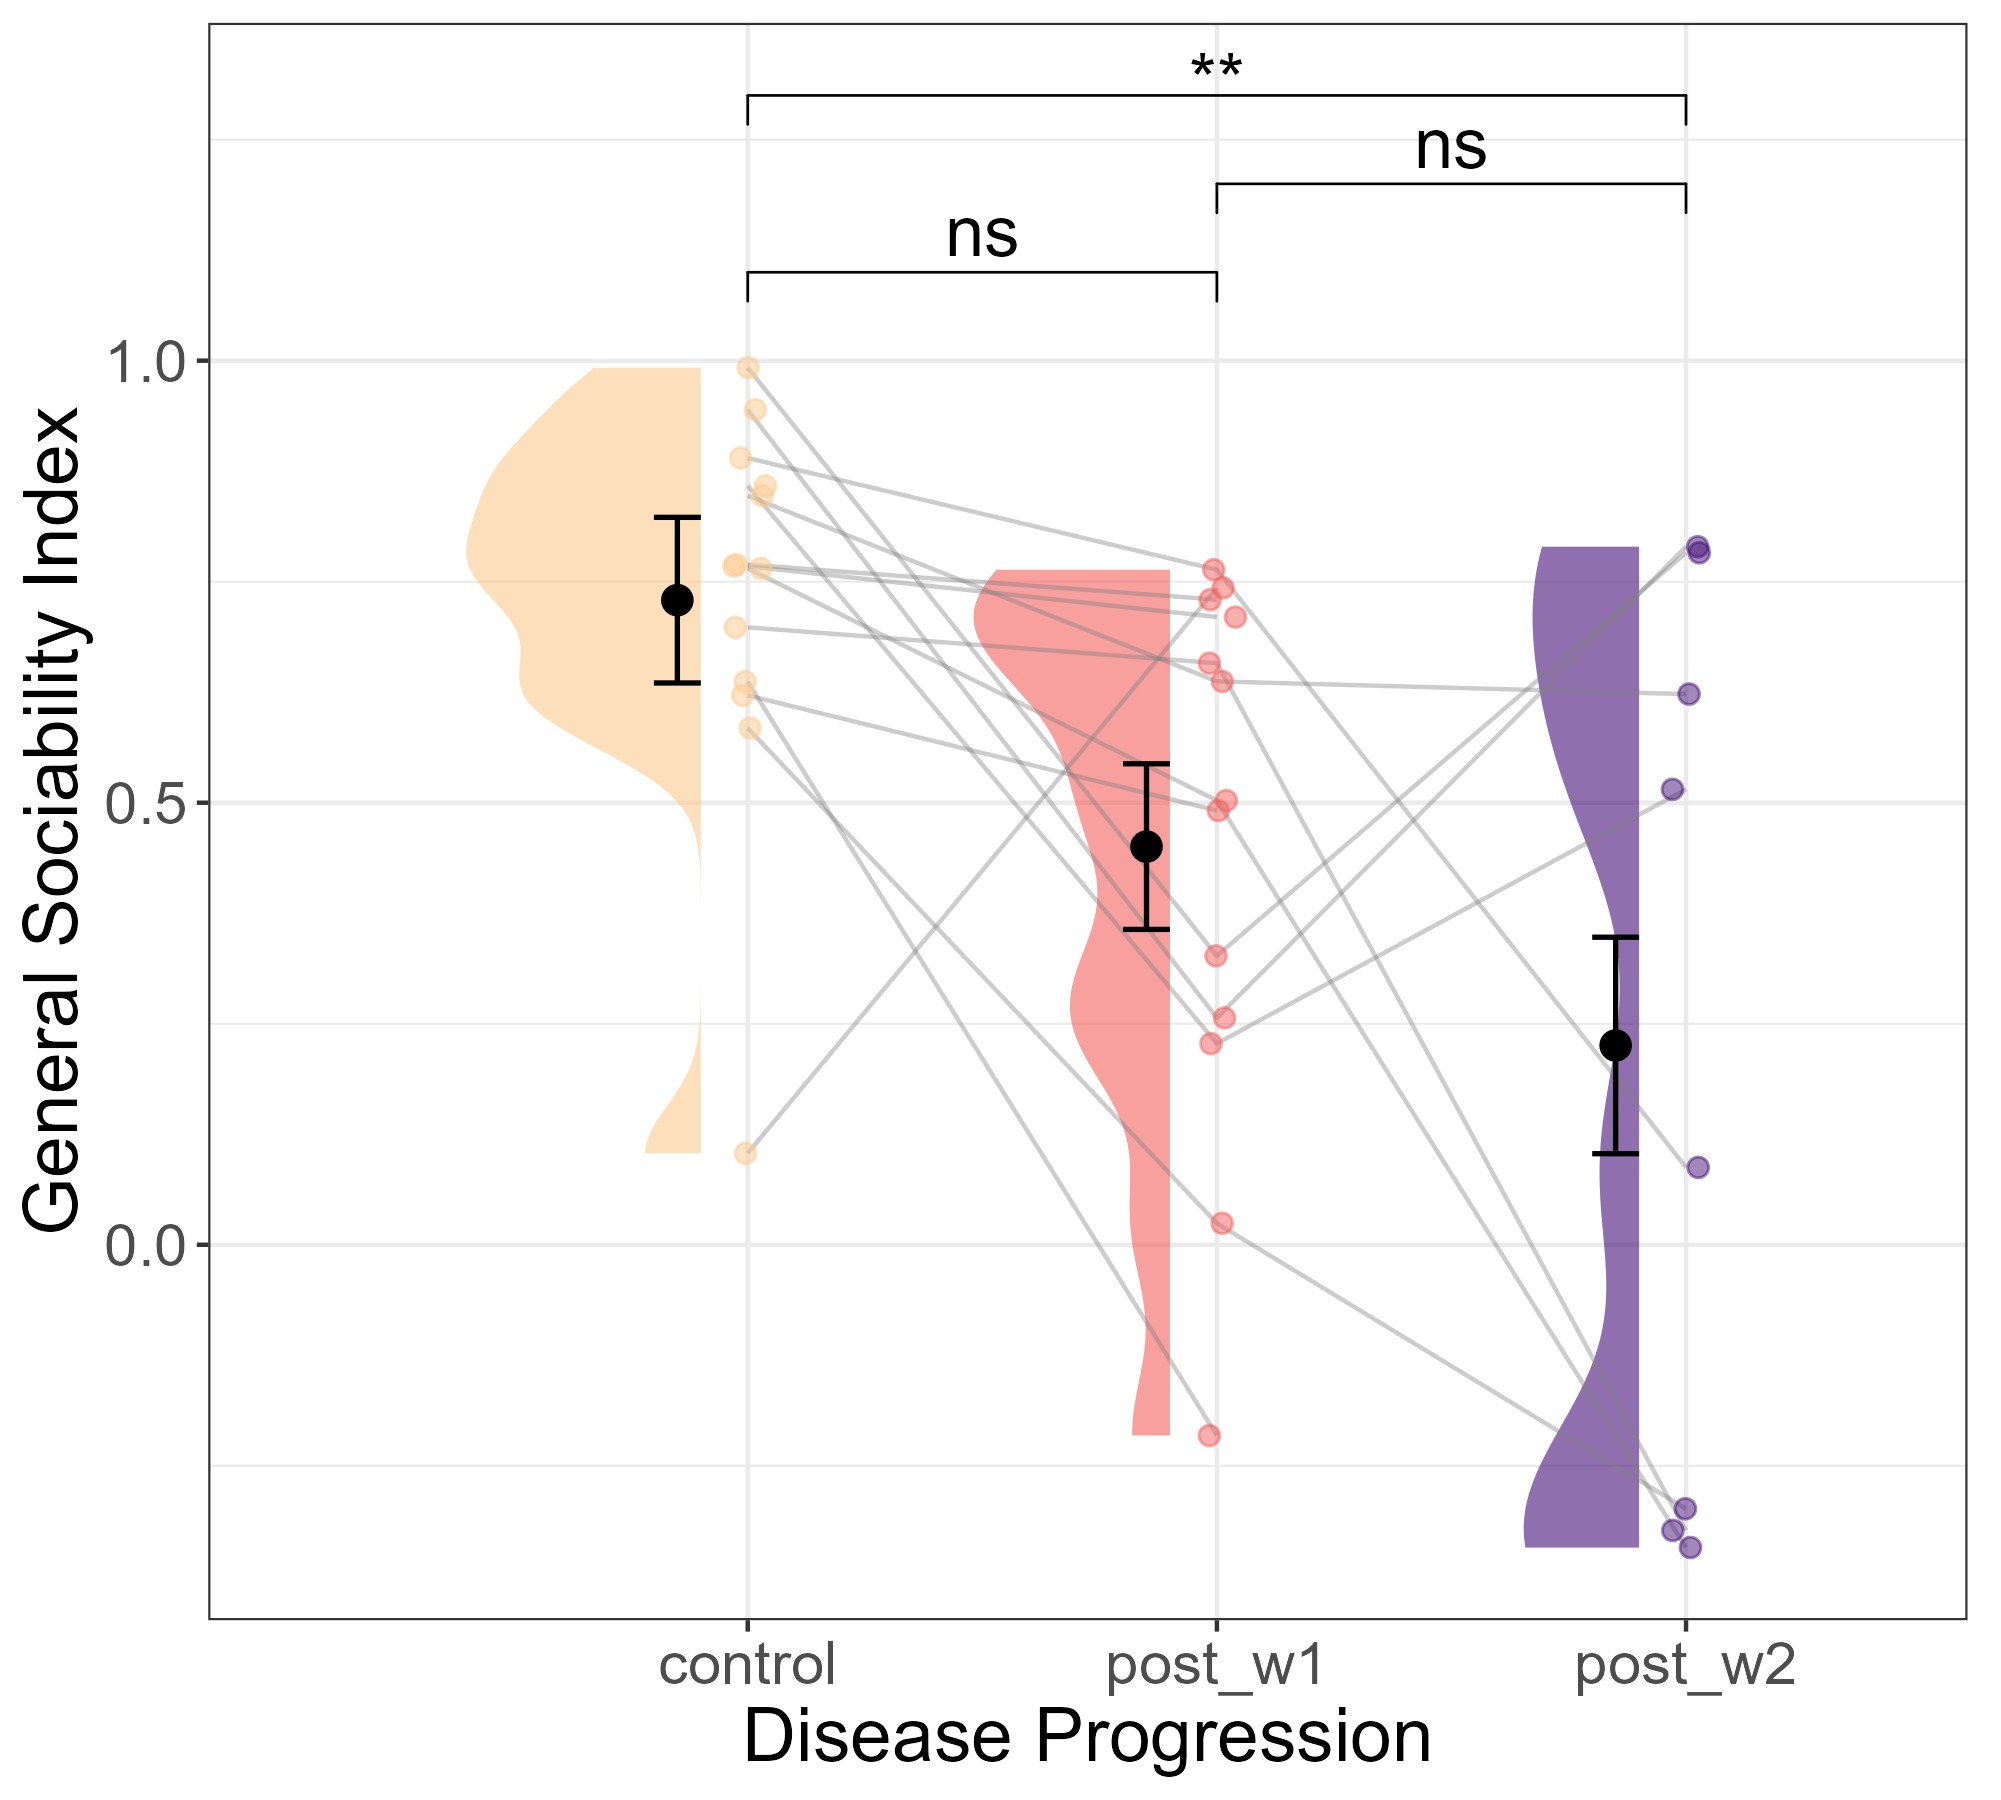 **
ns
ns
1.0
0.5
0.0
General Sociability Index
control
post_w1
post_w2
Disease Progression